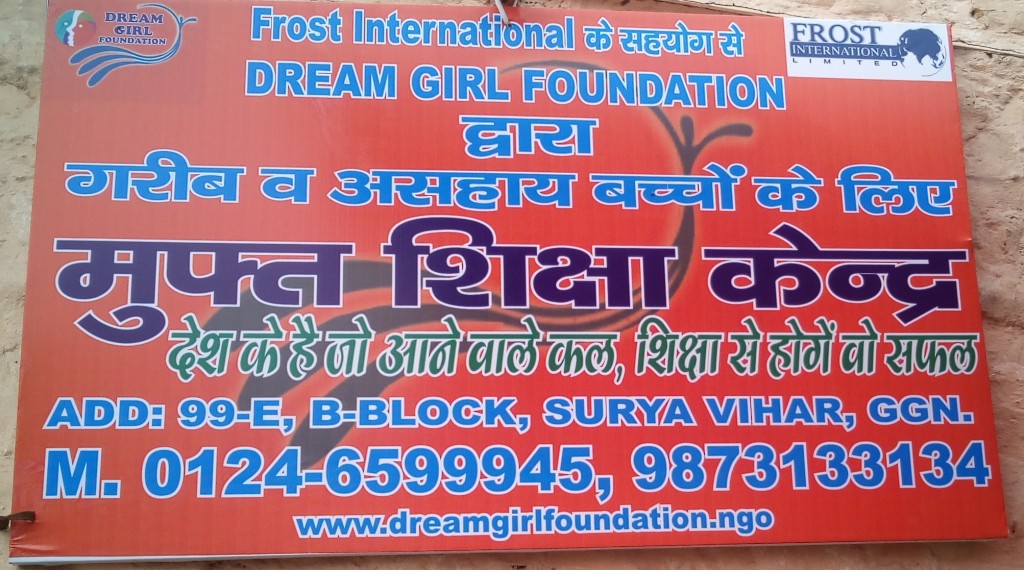 DREAM
GIRL
FOUNDATION
Frost International के सहयोग से
FROST
INTERNATIONAL
LIMITED
DREAM GIRL FOUNDATION
द्वारा
गरीब व असहाय बच्चों के लिए
मुफ्त शिक्षा केन्द्र
देश के है जो आने वाले कल, शिक्षा से होगें वो सफल
ADD: 99-E, B-BLOCK, SURYA VIHAR, GGN.
M. 0124-6599945, 9873133134
www.dreamgirlfoundation.ngo